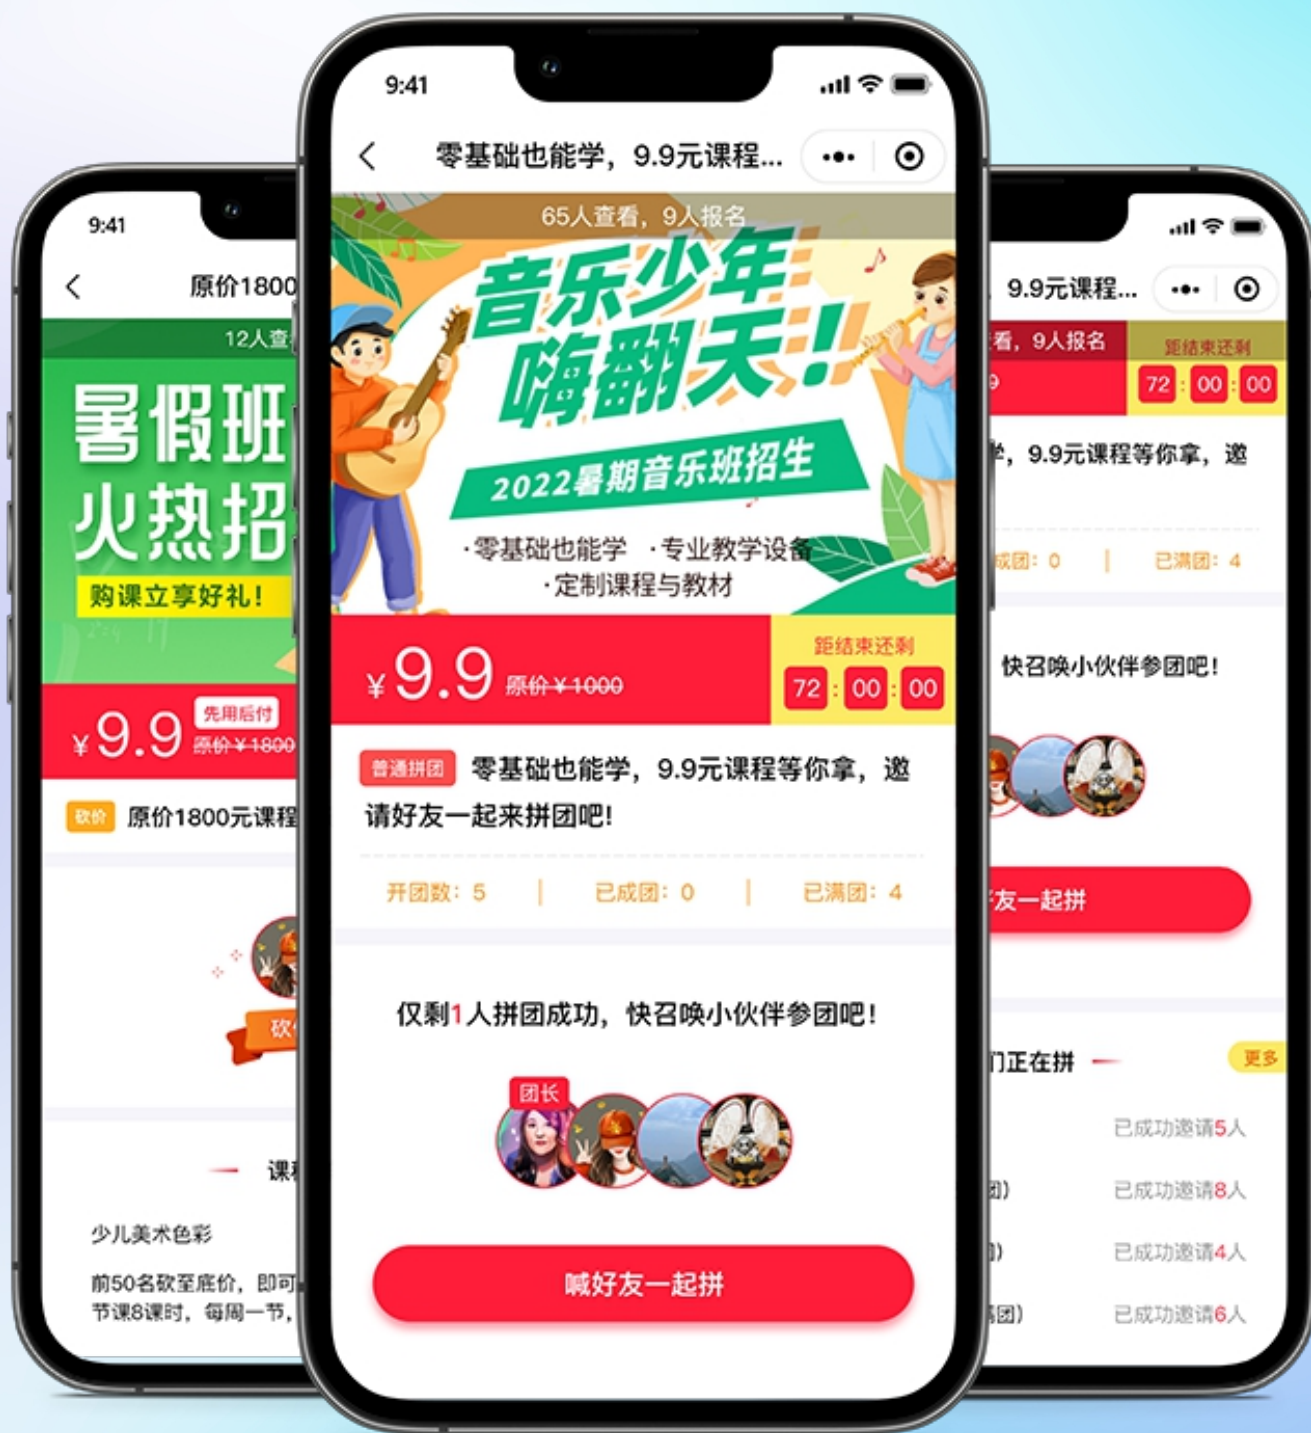 9:41
原价1800
12人查
暑假班
火热招
购课立享好礼!
¥9.9
先用后付
原价¥1800
砍价 原价1800元课程
砍
课
少儿美术色彩
前50名砍至底价，即可
节课8课时，每周一节，
9:41
零基础也能学，9.9元课程...
65人查看，9人报名
音乐少年
嗨翻天!
2022暑期音乐班招生
·零基础也能学 ·专业教学设备
·定制课程与教材
¥9.9 原价¥1000
距结束还剩
72:00:00
普通拼团 零基础也能学，9.9元课程等你拿，邀
请好友一起来拼团吧!
开团数：5 | 已成团：0 | 已满团：4
仅剩1人拼团成功，快召唤小伙伴参团吧!
团长
喊好友一起拼
9.9元课程...
看，9人报名
距结束还剩
9
72:00:00
，9.9元课程等你拿，邀
成团：0 | 已满团：4
快召唤小伙伴参团吧!
友一起拼
们正在拼
更多
已成功邀请5人
团)
已成功邀请8人
)
已成功邀请4人
团)
已成功邀请6人